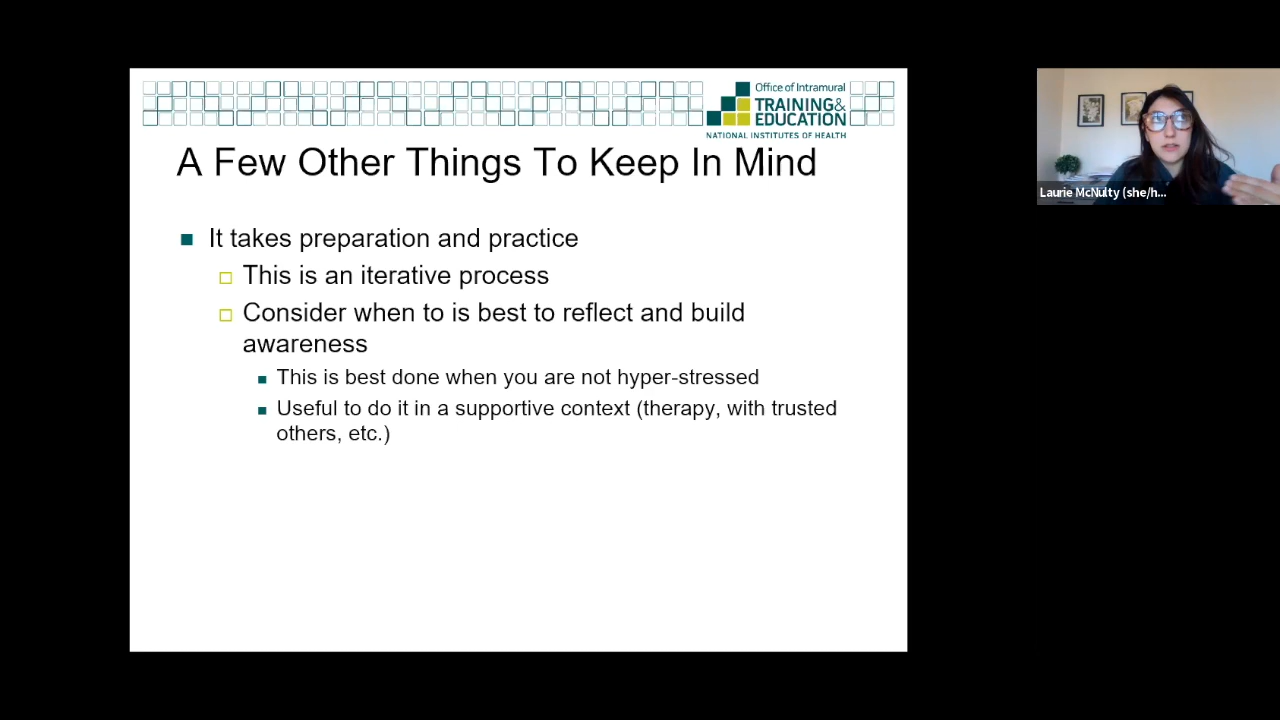 Office of Intramural
TRAINING&
EDUCATION
NATIONAL INSTITUTES OF HEALTH
A Few Other Things To Keep In Mind
It takes preparation and practice
This is an iterative process
Consider when to is best to reflect and build
awareness
This is best done when you are not hyper-stressed
Useful to do it in a supportive context (therapy, with trusted
others, etc.)
Laurie McNulty (she/h...